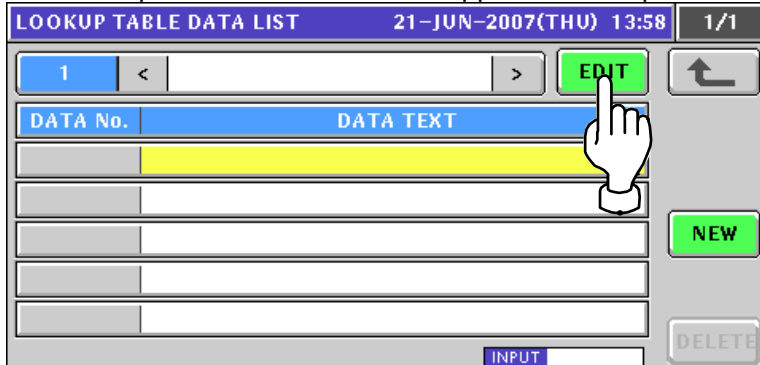 LOOKUP TABLE DATA LIST 21-JUN-2007(THU) 13:58 1/1
1 < > EDIT
DATA No. DATA TEXT
NEW
DELETE
INPUT